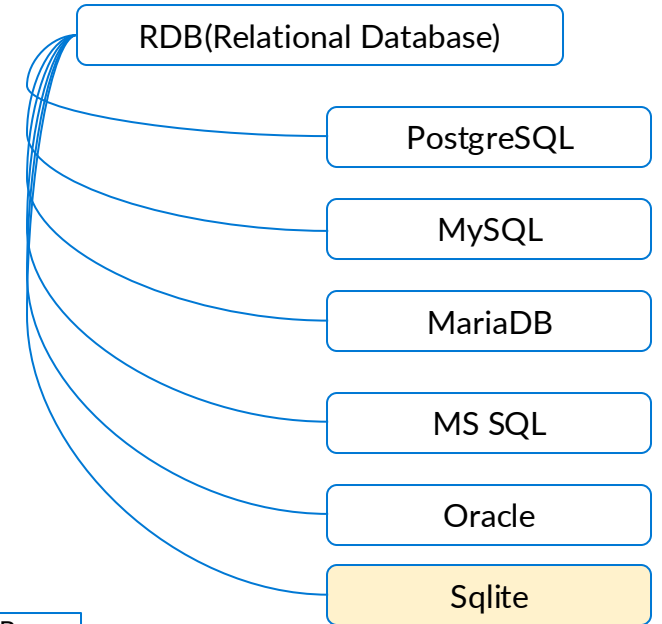 RDB(Relational Database)
PostgreSQL
MySQL
MariaDB
MS SQL
Oracle
Sqlite